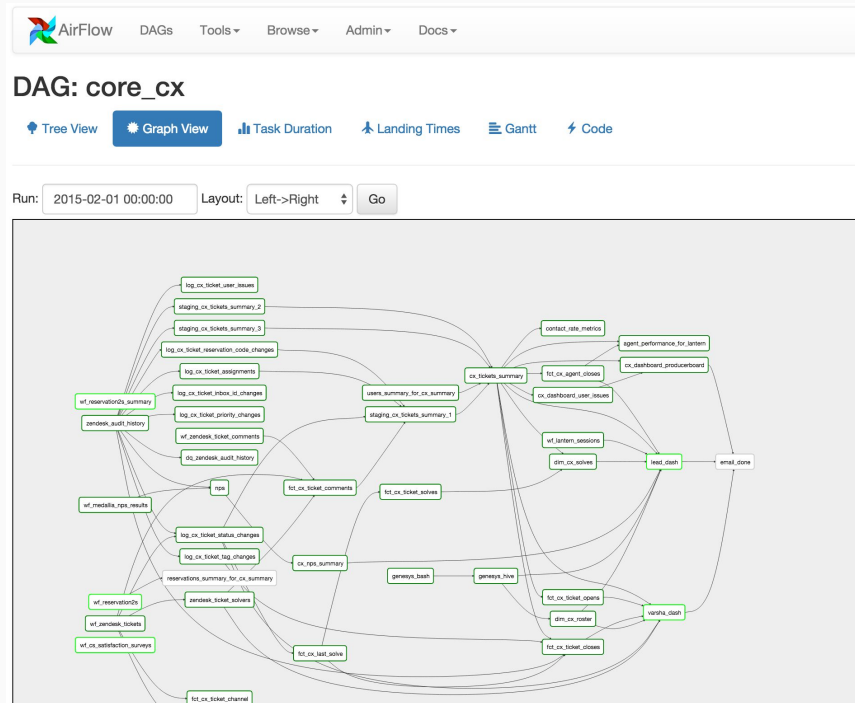 AirFlow DAGs Tools Browse Admin Docs
DAG: core_cx
Tree View Graph View Task Duration Landing Times Gantt Code
Run: 2015-02-01 00:00:00 Layout: Left->Right Go
log_cx_ticket_user_issues
staging_cx_tickets_summary_2
staging_cx_tickets_summary_3
contact_rate_metrics
agent_performance_for_lantern
log_cx_ticket_reservation_code_changes
cx_dashboard_producerboard
log_cx_ticket_assignments
cx_tickets_summary
fct_cx_agent_closes
log_cx_ticket_inbox_id_changes
users_summary_for_cx_summary
cx_dashboard_user_issues
wf_reservation2s_summary
log_cx_ticket_priority_changes
staging_cx_tickets_summary_1
zendesk_audit_history
wf_zendesk_ticket_comments
wf_lantern_sessions
dq_zendesk_audit_history
dim_cx_solves
lead_dash
email_done
nps
fct_cx_ticket_comments
fct_cx_ticket_solves
wf_medallia_nps_results
log_cx_ticket_status_changes
log_cx_ticket_tag_changes
cx_nps_summary
reservations_summary_for_cx_summary
genesys_bash
genesys_hive
wf_reservation2s
zendesk_ticket_solvers
fct_cx_ticket_opens
varsha_dash
wf_zendesk_tickets
dim_cx_roster
wf_cs_satisfaction_surveys
fct_cx_last_solve
fct_cx_ticket_closes
fct_cx_ticket_channel